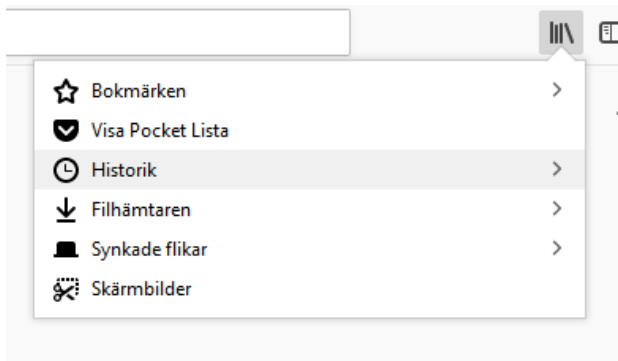 Bokmärken
Visa Pocket Lista
Historik
Filhämtaren
Synkade flikar
Skärmbilder